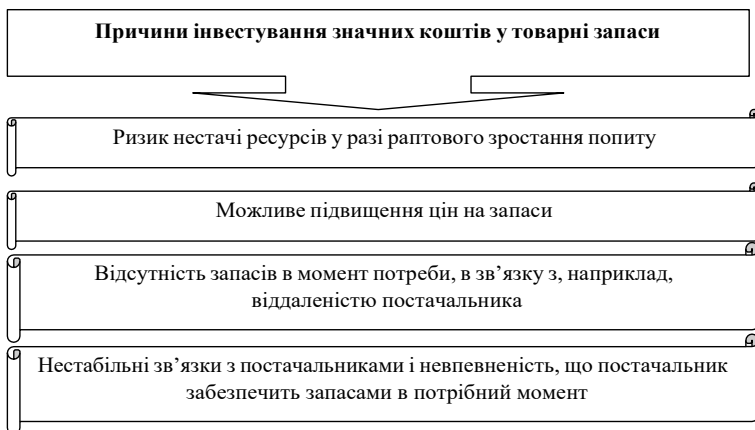 Причини інвестування значних коштів у товарні запаси
Ризик нестачі ресурсів у разі раптового зростання попиту
Можливе підвищення цін на запаси
Відсутність запасів в момент потреби, в зв’язку з, наприклад,
віддаленістю постачальника
Нестабільні зв’язки з постачальниками і невпевненість, що постачальник
забезпечить запасами в потрібний момент